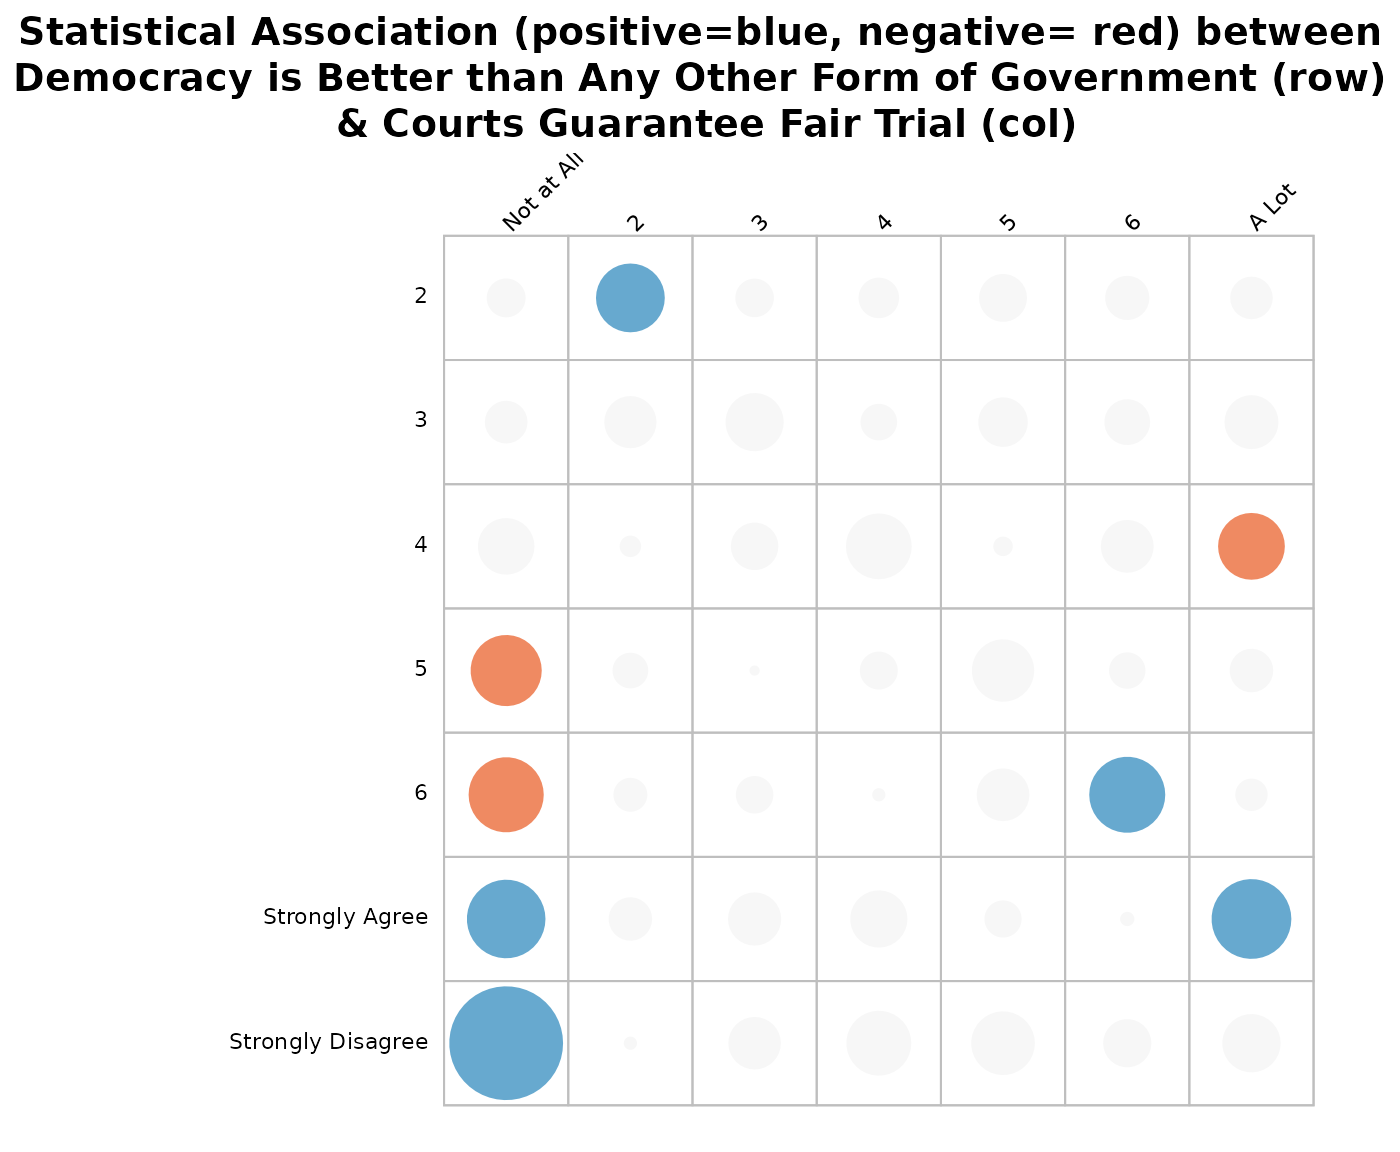 Statistical Association (positive=blue, negative= red) between
Democracy is Better than Any Other Form of Government (row)
& Courts Guarantee Fair Trial (col)
Not at All 2 3 4 5 6 A Lot
2
3
4
5
6
Strongly Agree
Strongly Disagree